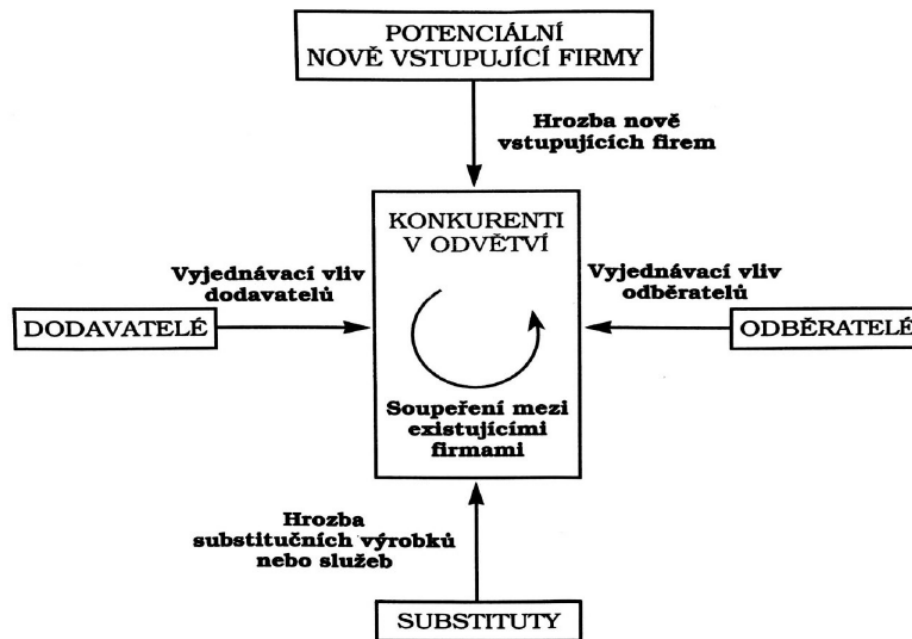 POTENCIÁLNÍ
NOVĚ VSTUPUJÍCÍ FIRMY
Hrozba nově
vstupujících firem
KONKURENTI
V ODVĚTVÍ
Vyjednávací vliv
dodavatelů
Vyjednávací vliv
odběratelů
DODAVATELÉ
ODBĚRATELÉ
Soupeření mezi
existujícími
firmami
Hrozba
substitučních výrobků
nebo služeb
SUBSTITUTY